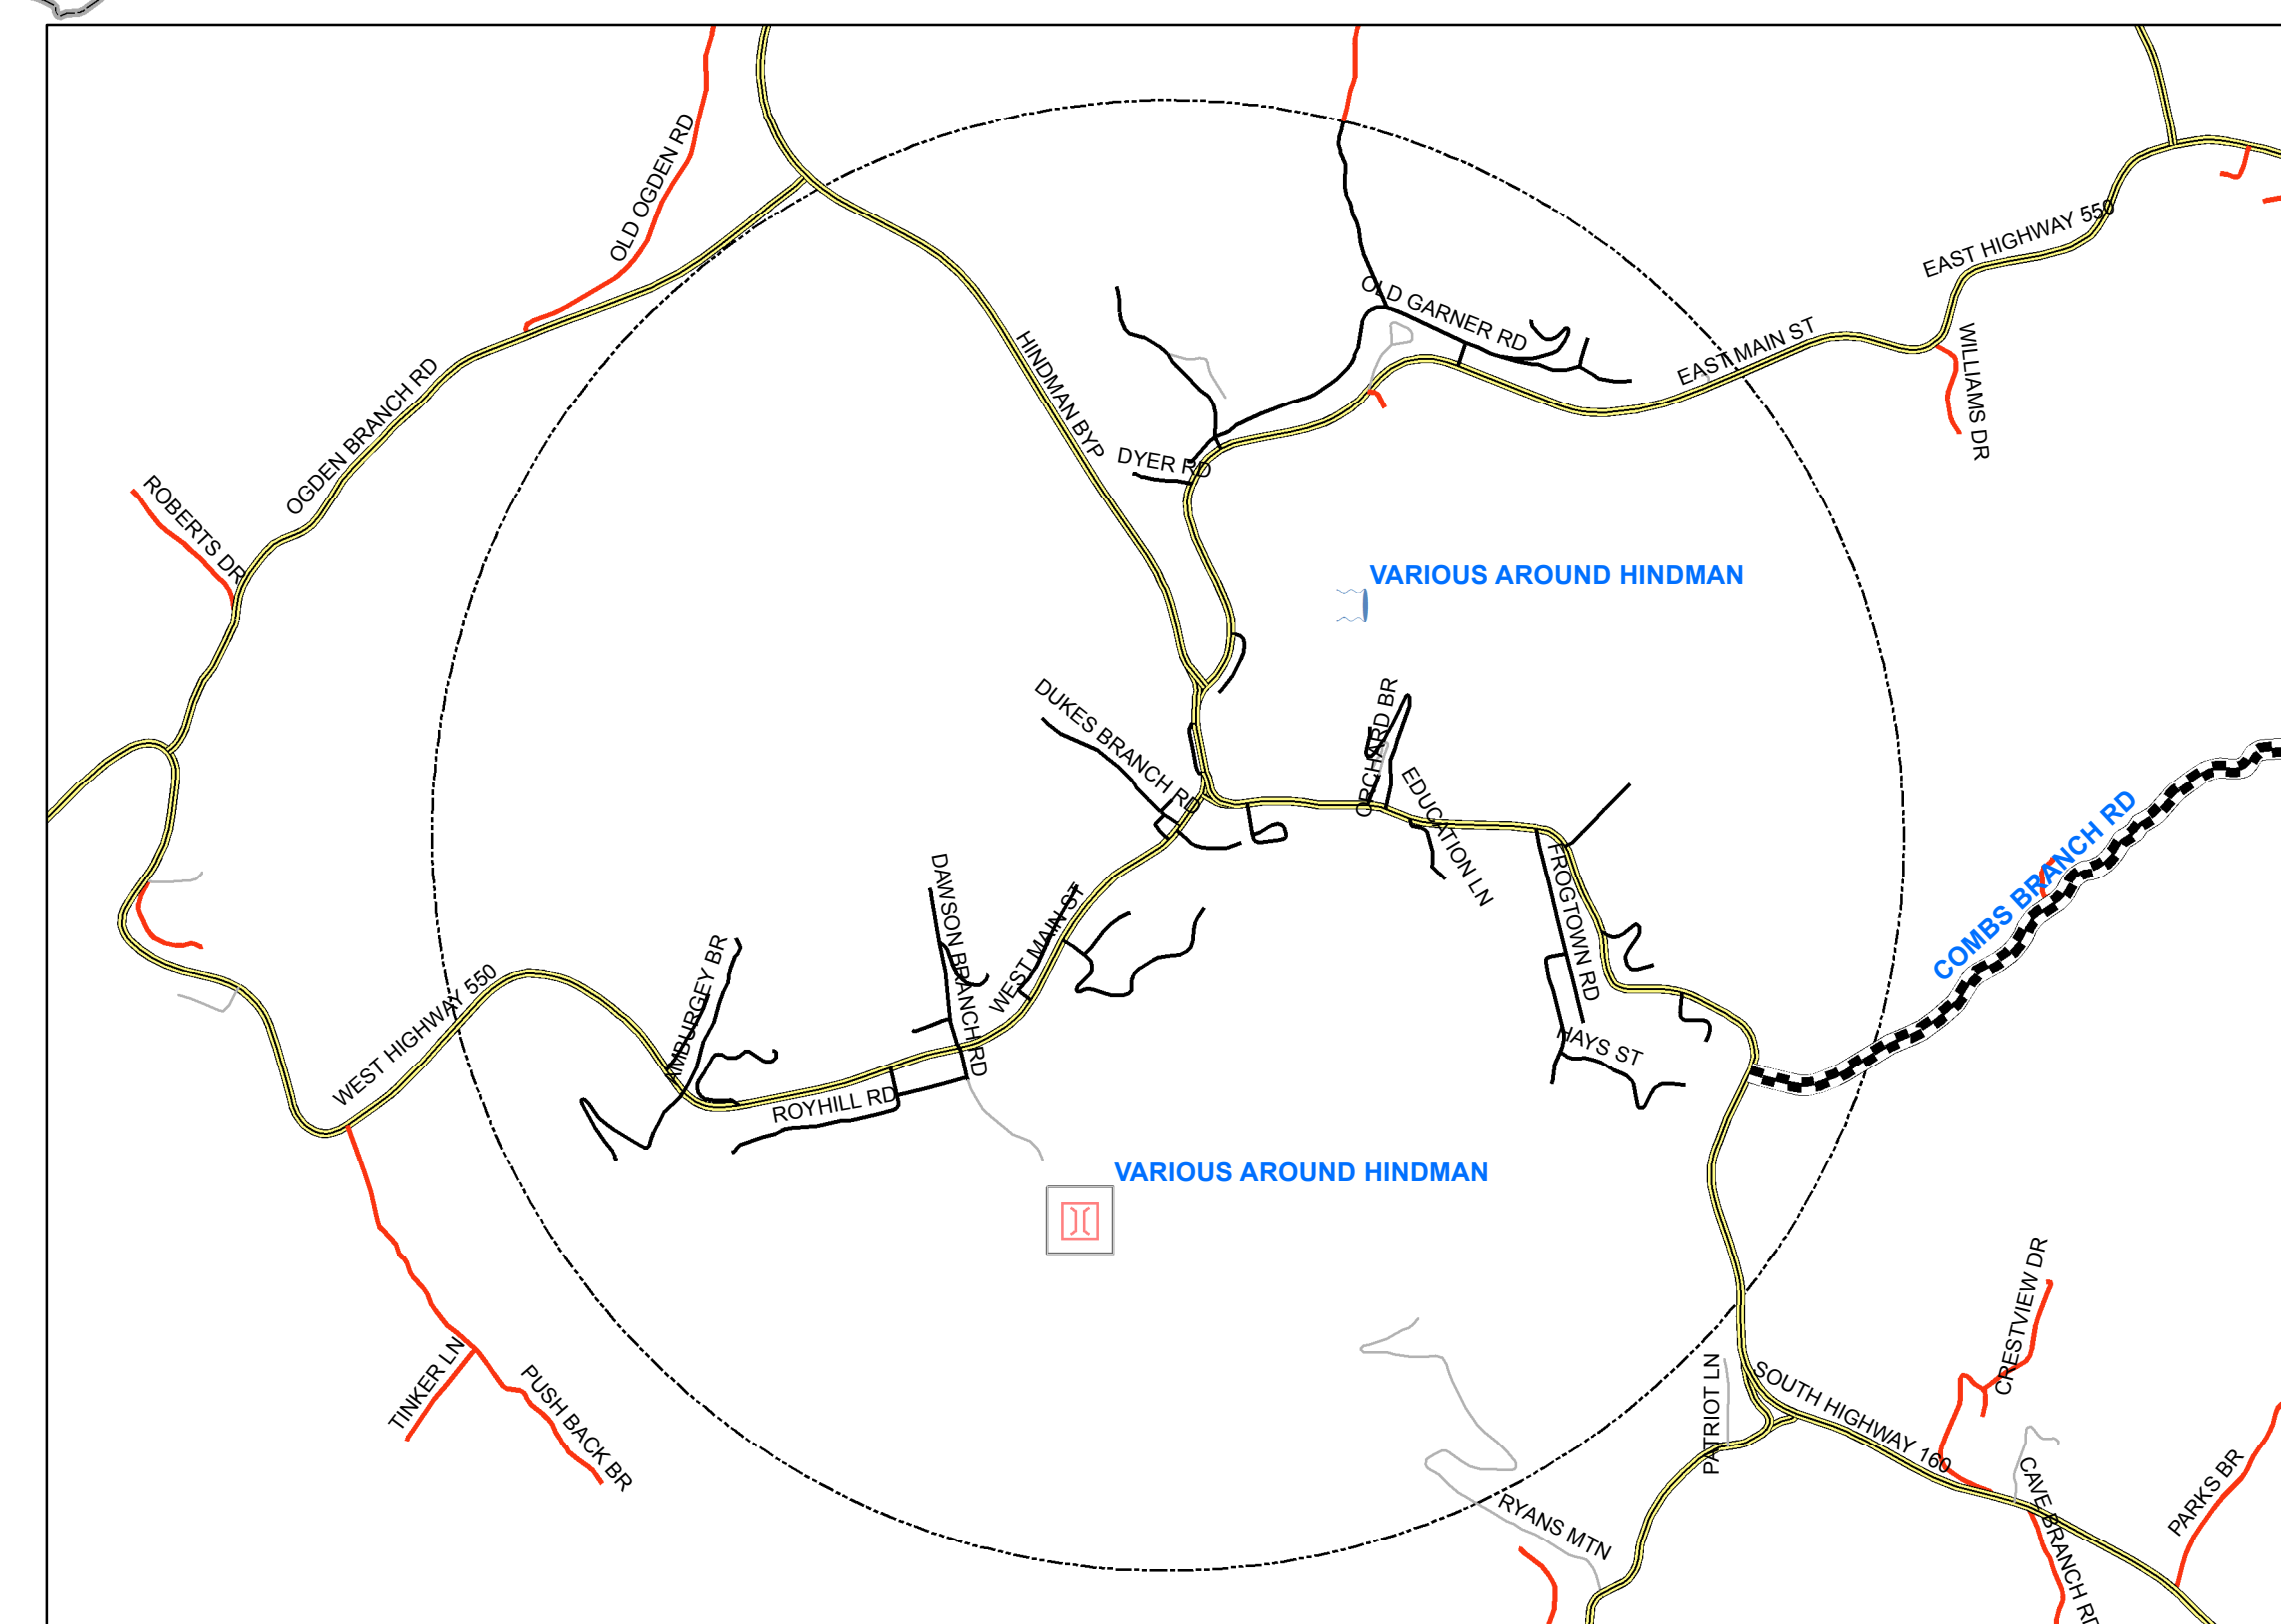 OLD OGDEN RD
EAST HIGHWAY 550
OLD GARNER RD
EAST MAIN ST
WILLIAMS DR
HINDMAN BYP
OGDEN BRANCH RD
DYER RD
ROBERTS DR
VARIOUS AROUND HINDMAN
DUKES BRANCH RD
ORCHARD BR
EDUCATION LN
COMBS BRANCH RD
FROGTOWN RD
DAWSON BRANCH RD
WEST MAIN ST
AMBURGEY BR
WEST HIGHWAY 550
HAYS ST
ROYHILL RD
VARIOUS AROUND HINDMAN
CRESTVIEW DR
TINKER LN
PUSH BACK BR
PATRIOT LN
SOUTH HIGHWAY 160
CAVE BRANCH RD
PARKS BR
RYANS MTN